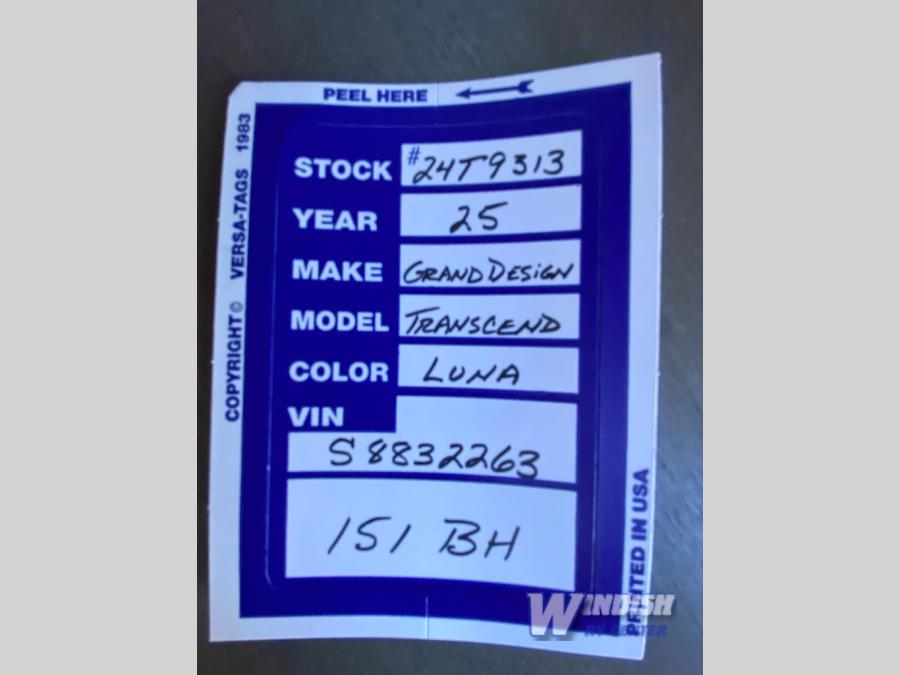 PEEL HERE
COPYRIGHT © VERSA-TAGS 1983
STOCK #24T9313
YEAR 25
MAKE GRAND DESIGN
MODEL TRANSCEND
COLOR LUNA
VIN
S8832263
151 BH
PRINTED IN USA
WINDISH
RV CENTER